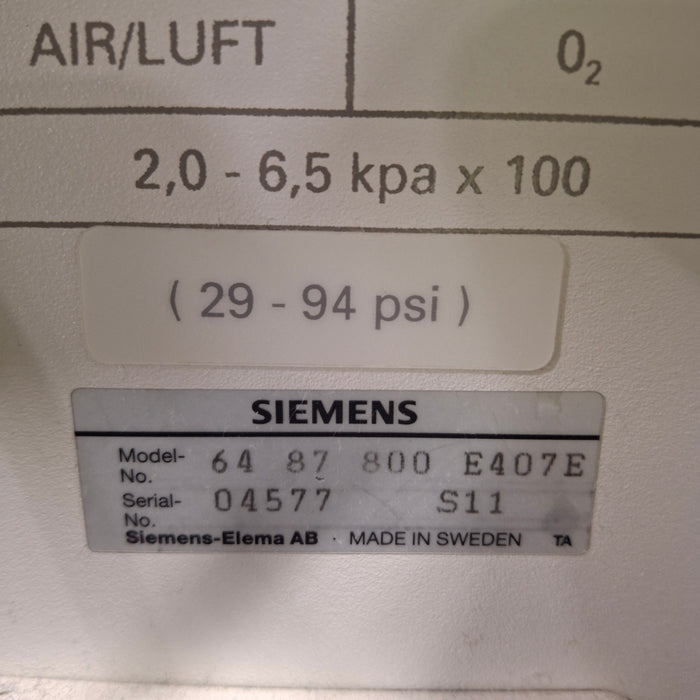 AIR/LUFT O₂
2,0 - 6,5 kpa x 100
( 29 - 94 psi )
SIEMENS
Model-No. 64 87 800 E407E
Serial-No. 04577 S11
Siemens-Elema AB · MADE IN SWEDEN TA